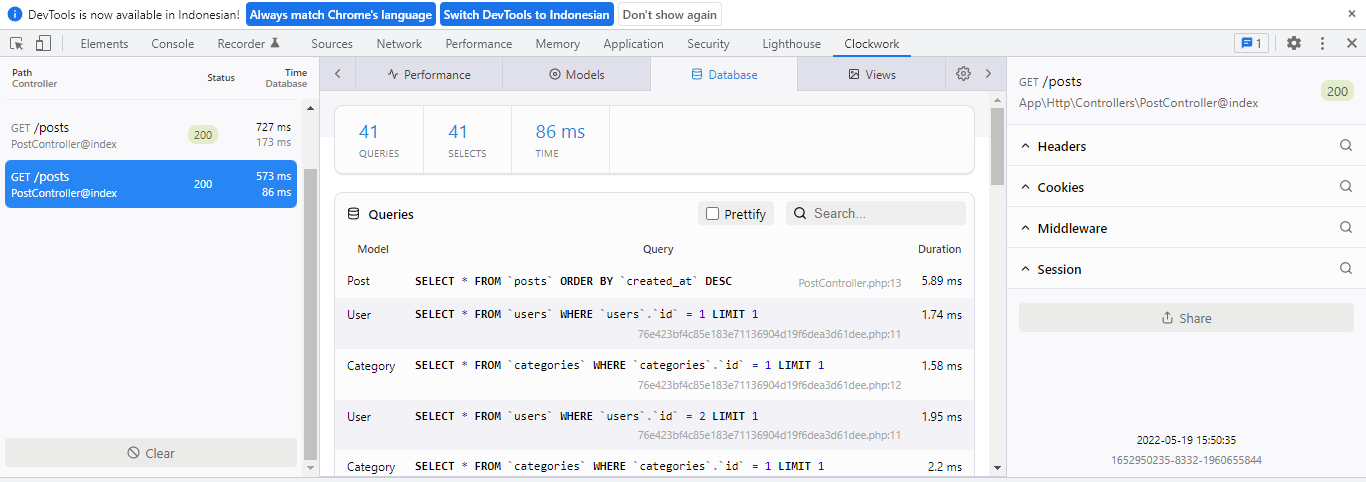 DevTools is now available in Indonesian! Always match Chrome's language Switch DevTools to Indonesian Don't show again
Elements Console Recorder Sources Network Performance Memory Application Security Lighthouse Clockwork 1
Path Status Time
Controller Database
GET /posts 200 727 ms
PostController@index 173 ms
GET /posts 200 573 ms
PostController@index 86 ms
Clear
Performance Models Database Views
41 41 86 ms
QUERIES SELECTS TIME
Queries Prettify Search...
Model Query Duration
Post SELECT * FROM `posts` ORDER BY `created_at` DESC PostController.php:13 5.89 ms
User SELECT * FROM `users` WHERE `users`.`id` = 1 LIMIT 1 1.74 ms
76e423bf4c85e183e71136904d19f6dea3d61dee.php:11
Category SELECT * FROM `categories` WHERE `categories`.`id` = 1 LIMIT 1 1.58 ms
76e423bf4c85e183e71136904d19f6dea3d61dee.php:12
User SELECT * FROM `users` WHERE `users`.`id` = 2 LIMIT 1 1.95 ms
76e423bf4c85e183e71136904d19f6dea3d61dee.php:11
Category SELECT * FROM `categories` WHERE `categories`.`id` = 1 LIMIT 1 2.2 ms
GET /posts 200
App\Http\Controllers\PostController@index
Headers
Cookies
Middleware
Session
Share
2022-05-19 15:50:35
1652950235-8332-1960655844